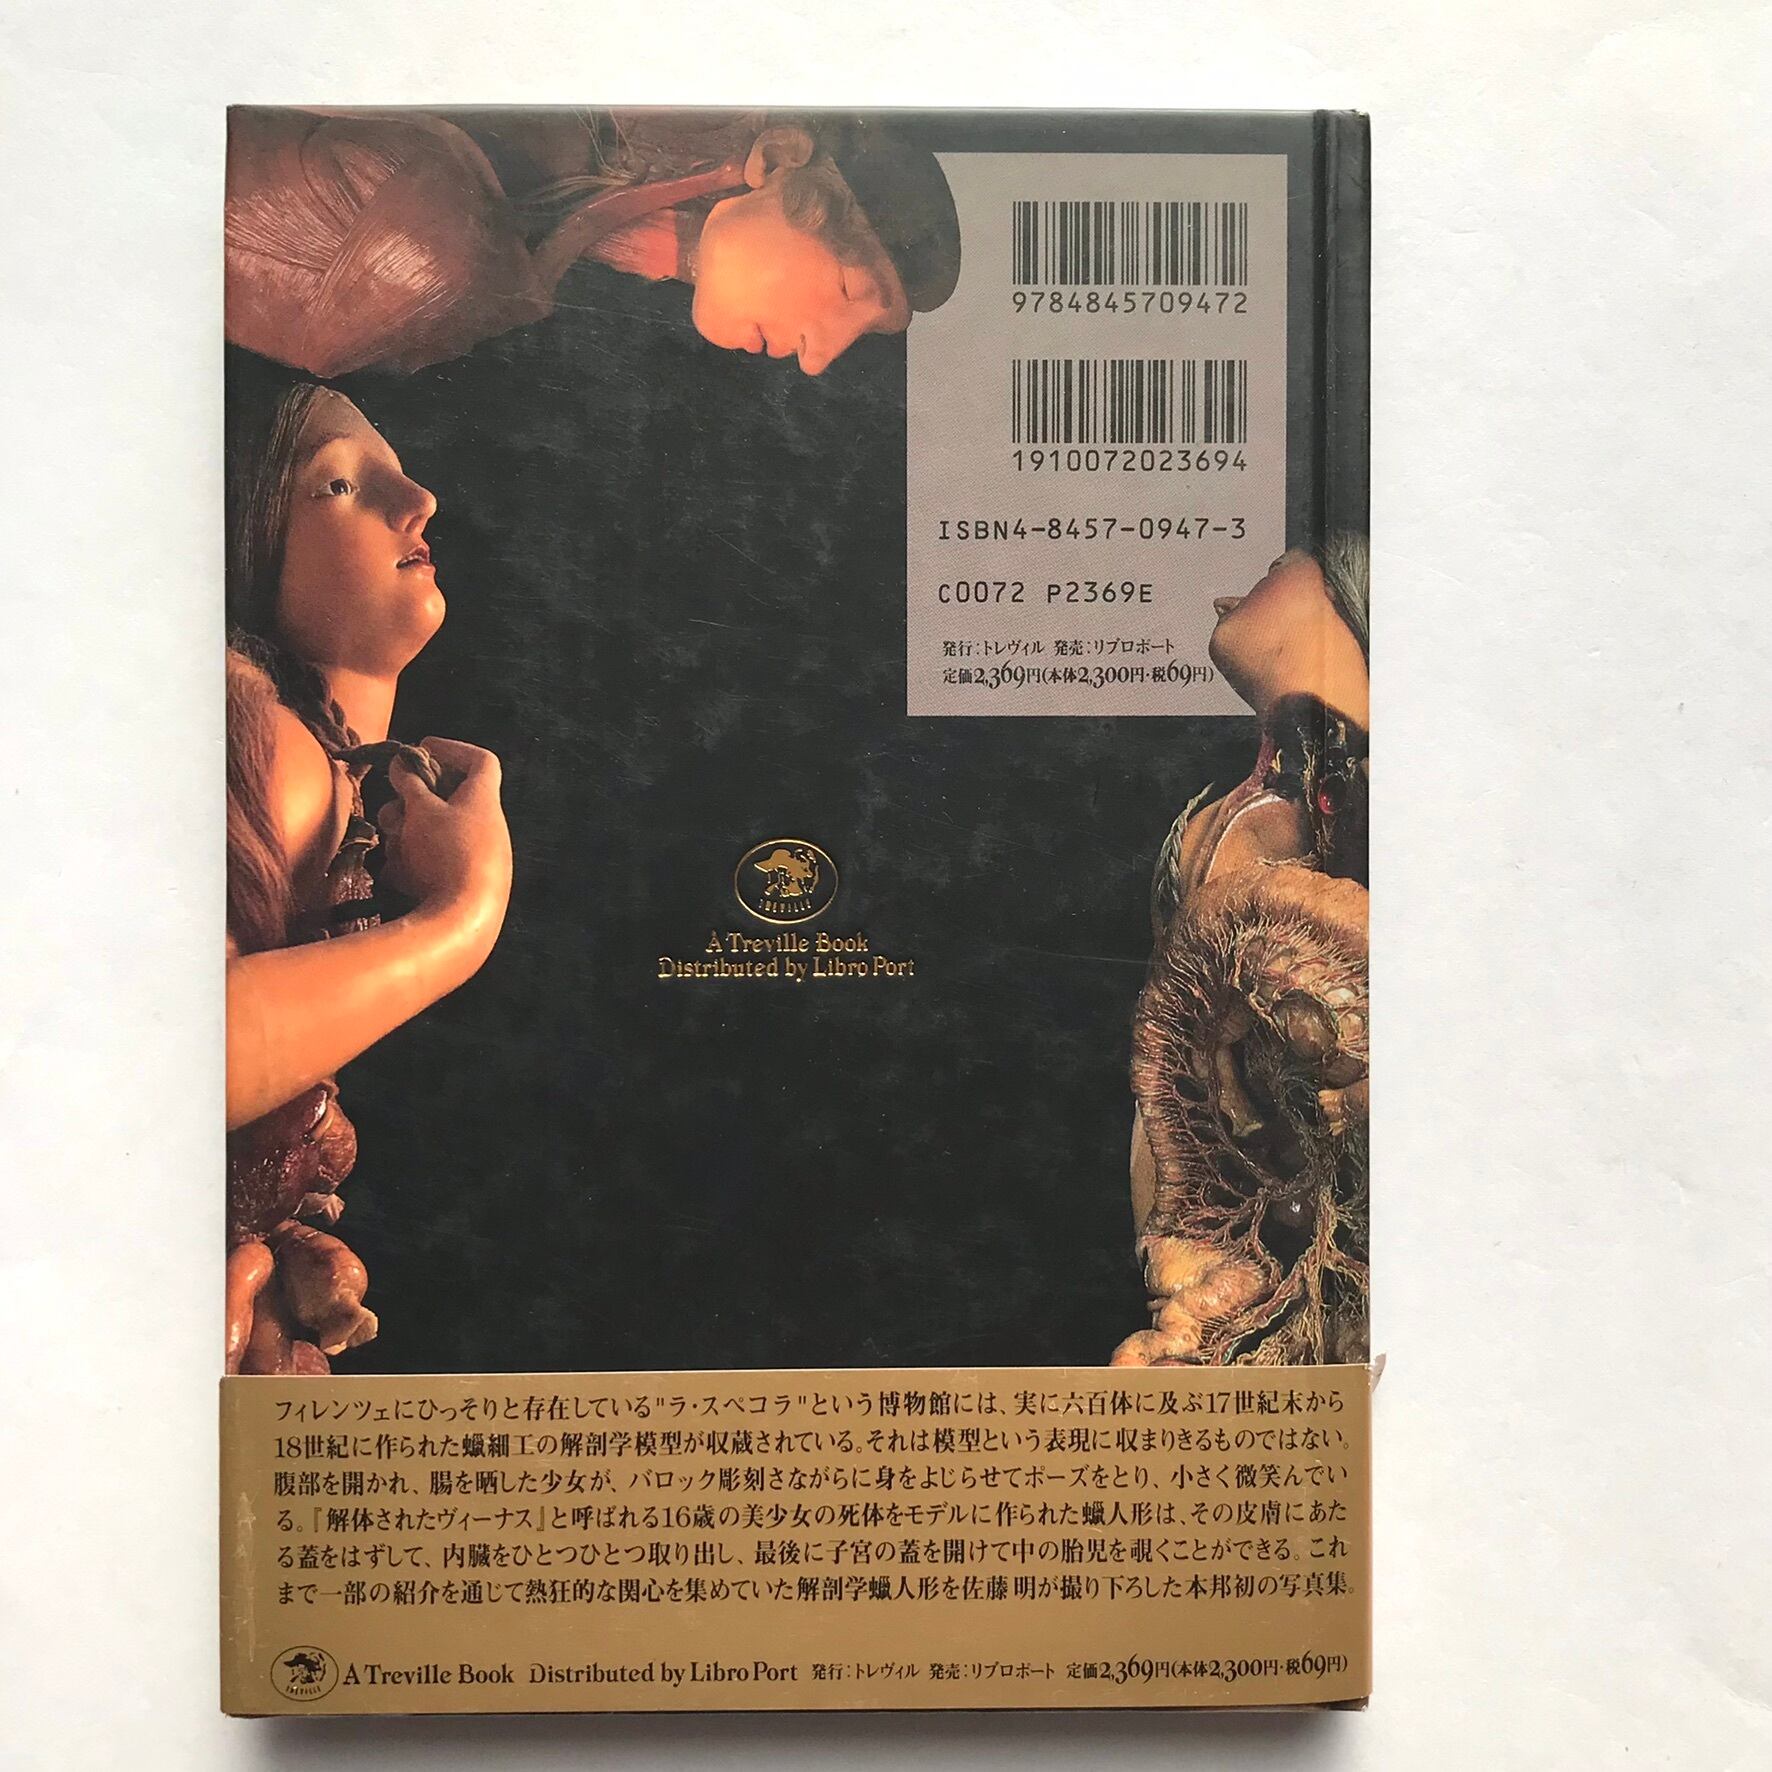 9784845709472
1910072023694
ISBN4-8457-0947-3
C0072 P2369E
発行：トレヴィル 発売：リブロポート
定価2,369円(本体2,300円・税69円)
TREVILLE
A Treville Book
Distributed by Libro Port
フィレンツェにひっそりと存在している"ラ・スペコラ"という博物館には、実に六百体に及ぶ17世紀末から
18世紀に作られた蠟細工の解剖学模型が収蔵されている。それは模型という表現に収まりきるものではない。
腹部を開かれ、腸を晒した少女が、バロック彫刻さながらに身をよじらせてポーズをとり、小さく微笑んでい
る。『解体されたヴィーナス』と呼ばれる16歳の美少女の死体をモデルに作られた蠟人形は、その皮膚にあた
る蓋をはずして、内臓をひとつひとつ取り出し、最後に子宮の蓋を開けて中の胎児を覗くことができる。これ
まで一部の紹介を通じて熱狂的な関心を集めていた解剖学蠟人形を佐藤 明が撮り下ろした本邦初の写真集。
TREVILLE
A Treville Book Distributed by Libro Port 発行：トレヴィル 発売：リブロポート 定価2,369円(本体2,300円・税69円)